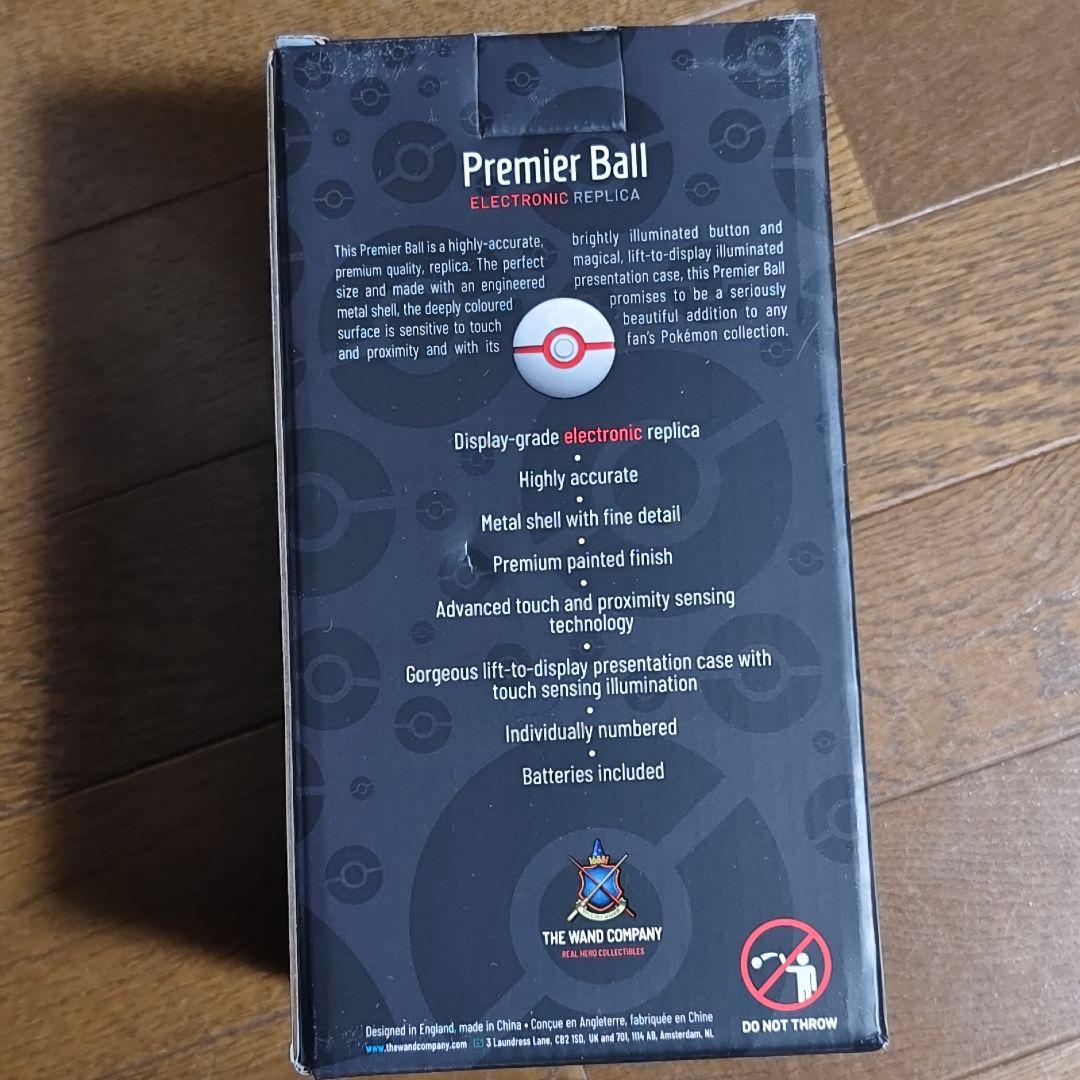 Premier Ball
ELECTRONIC REPLICA
This Premier Ball is a highly-accurate,
premium quality, replica. The perfect
size and made with an engineered
metal shell, the deeply coloured
surface is sensitive to touch
and proximity and with its
brightly illuminated button and
magical, lift-to-display illuminated
presentation case, this Premier Ball
promises to be a seriously
beautiful addition to any
fan's Pokémon collection.
Display-grade electronic replica
•
Highly accurate
•
Metal shell with fine detail
•
Premium painted finish
•
Advanced touch and proximity sensing
technology
•
Gorgeous lift-to-display presentation case with
touch sensing illumination
•
Individually numbered
•
Batteries included
THE WAND COMPANY
REAL HERO COLLECTIBLES
DO NOT THROW
Designed in England, made in China • Conçue en Angleterre, fabriquée en Chine
www.thewandcompany.com 3 Laundress Lane, CB2 1SD, UK and 701, 1114 AB, Amsterdam, NL